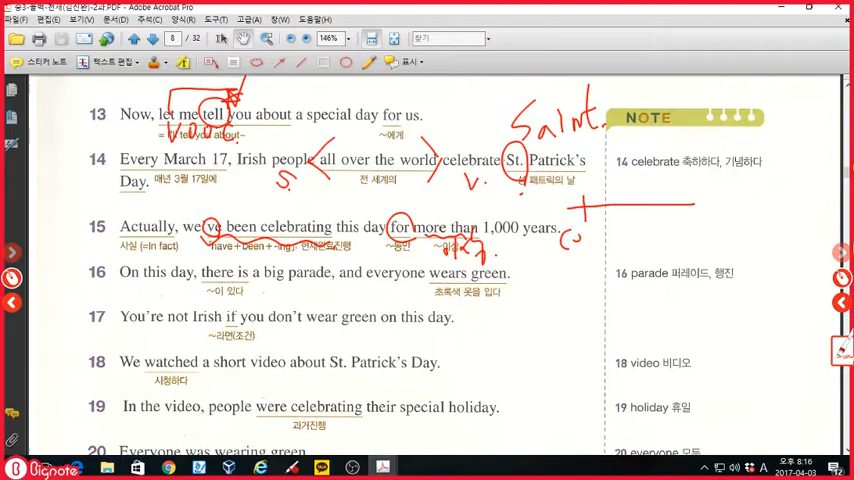 중3-블랙-천재(김진완)-2과.PDF - Adobe Acrobat Pro
파일(F) 편집(E) 보기(V) 문서(D) 주석(C) 양식(R) 도구(T) 고급(A) 창(W) 도움말(H)
8 / 32 146% 찾기
스티커 노트 텍스트 편집 표시
13 Now, let me tell you about a special day for us.
=I'll tell you about~ ~에게
Saint.
NOTE
14 Every March 17, Irish people all over the world celebrate St. Patrick's
매년 3월 17일에 S. 전 세계의 V. 성 패트릭의 날
Day.
14 celebrate 축하하다, 기념하다
15 Actually, we've been celebrating this day for more than 1,000 years.
사실 (=In fact) have+been+-ing: 현재완료진행 ~동안 ~이상
16 On this day, there is a big parade, and everyone wears green.
~이 있다 초록색 옷을 입다
16 parade 퍼레이드, 행진
17 You're not Irish if you don't wear green on this day.
~라면(조건)
18 We watched a short video about St. Patrick's Day.
시청하다
18 video 비디오
19 In the video, people were celebrating their special holiday.
과거진행
19 holiday 휴일
20 Everyone was wearing green.
20 everyone 모두
Bignote
A 오후 8:16
2017-04-03
12